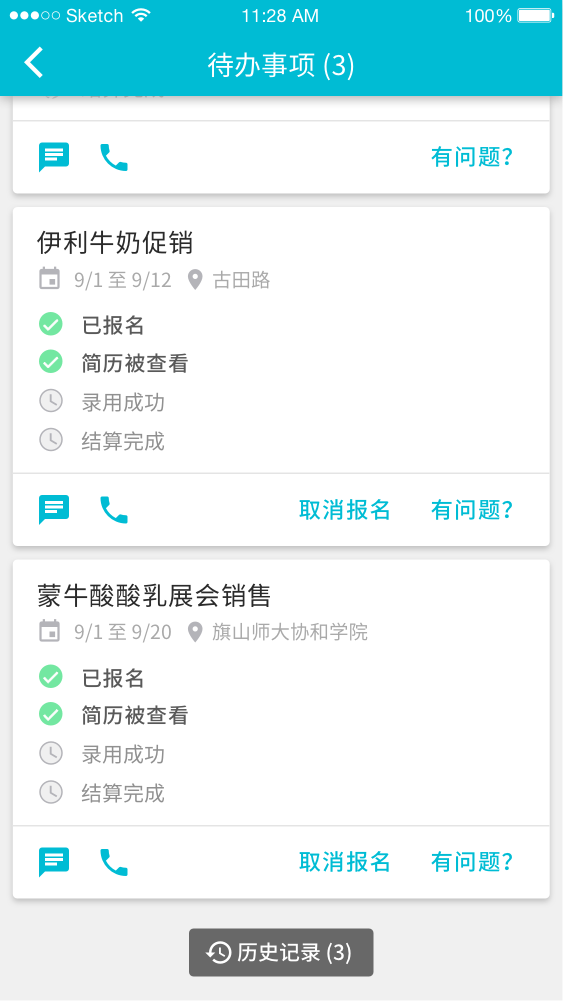 Sketch 11:28 AM 100%
待办事项 (3)
有问题?
伊利牛奶促销
9/1 至 9/12 古田路
已报名
简历被查看
录用成功
结算完成
取消报名 有问题?
蒙牛酸酸乳展会销售
9/1 至 9/20 旗山师大协和学院
已报名
简历被查看
录用成功
结算完成
取消报名 有问题?
历史记录 (3)